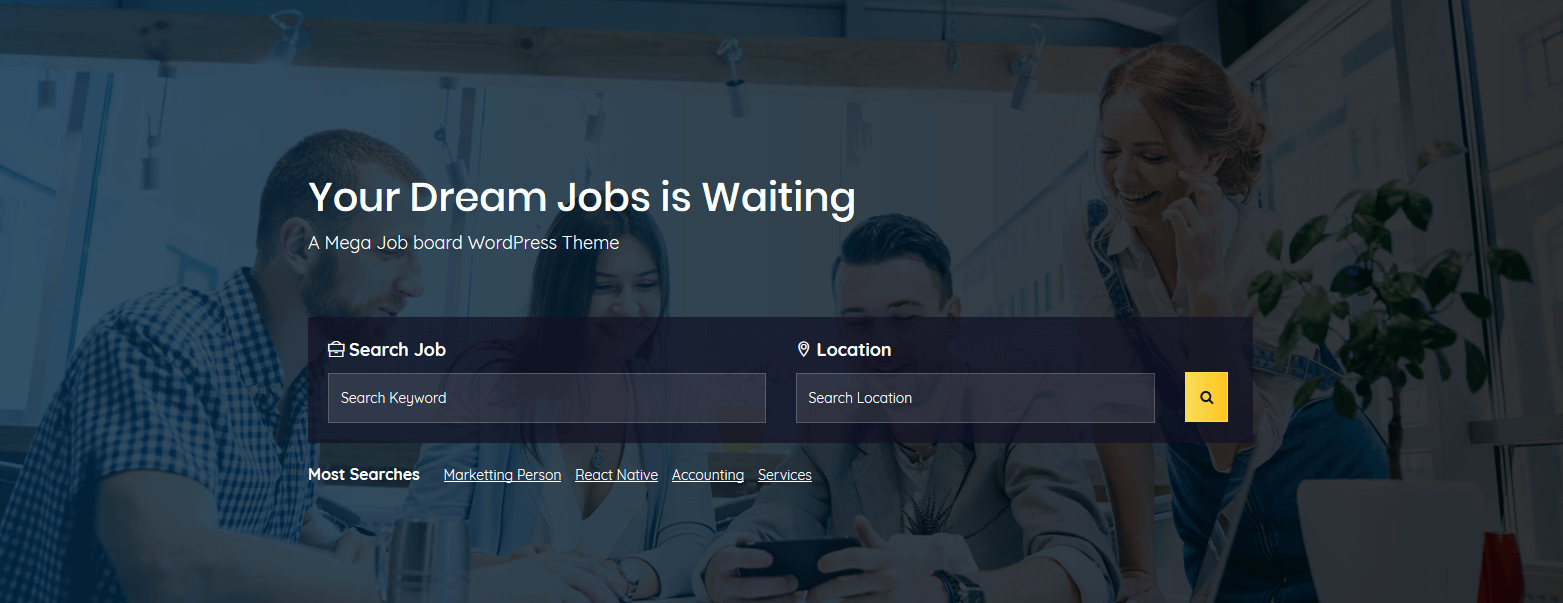 Your Dream Jobs is Waiting
A Mega Job board WordPress Theme
Search Job
Location
Search Keyword
Search Location
Most Searches Marketting Person React Native Accounting Services